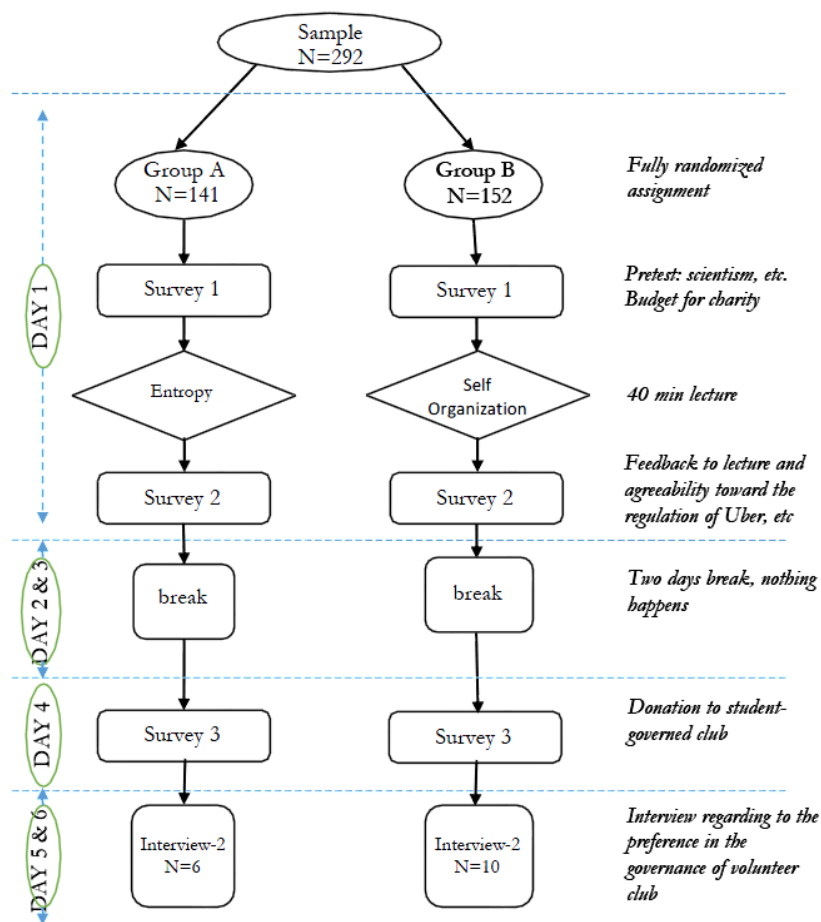 Sample
N=292
Group A
N=141
Group B
N=152
Fully randomized
assignment
DAY 1
Survey 1
Survey 1
Pretest: scientism, etc.
Budget for charity
Entropy
Self
Organization
40 min lecture
Survey 2
Survey 2
Feedback to lecture and
agreeability toward the
regulation of Uber, etc
DAY 2 & 3
break
break
Two days break, nothing
happens
DAY 4
Survey 3
Survey 3
Donation to student-
governed club
DAY 5 & 6
Interview-2
N=6
Interview-2
N=10
Interview regarding to the
preference in the
governance of volunteer
club